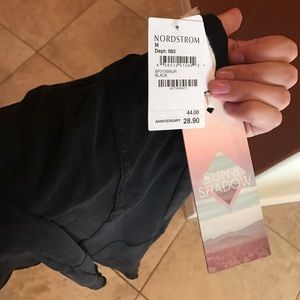 NORDSTROM
M
Dept: 083
BLACK
44.00
ANNIVERSARY 28.90
SUN &
SHADOW